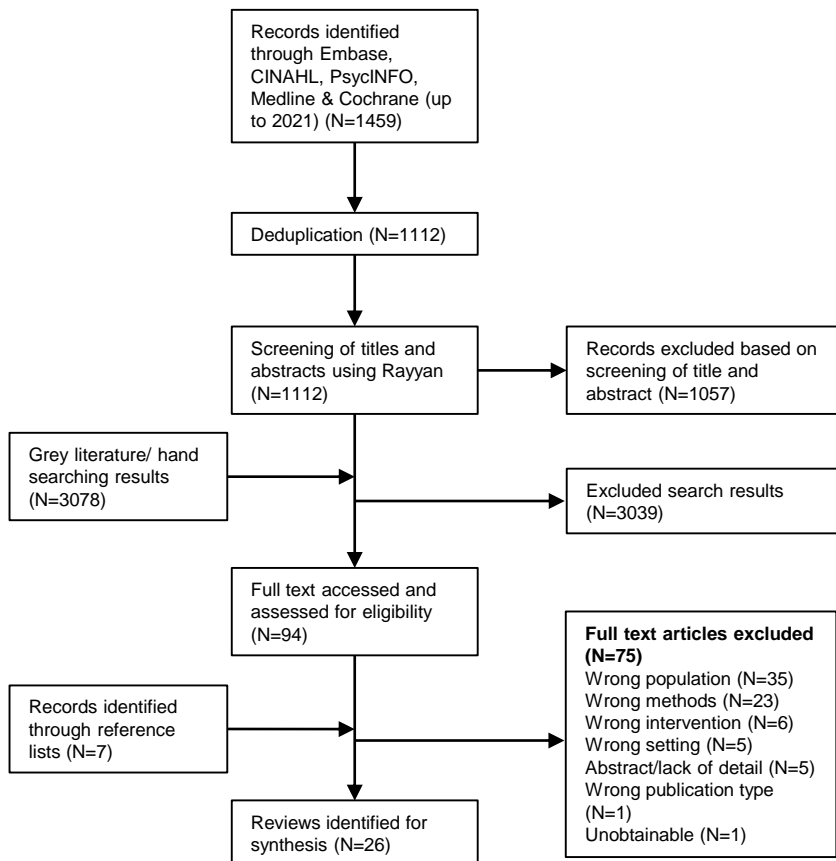 Records identified
through Embase,
CINAHL, PsycINFO,
Medline & Cochrane (up
to 2021) (N=1459)
Deduplication (N=1112)
Screening of titles and
abstracts using Rayyan
(N=1112)
Records excluded based on
screening of title and
abstract (N=1057)
Grey literature/ hand
searching results
(N=3078)
Excluded search results
(N=3039)
Full text accessed and
assessed for eligibility
(N=94)
Full text articles excluded
(N=75)
Wrong population (N=35)
Wrong methods (N=23)
Wrong intervention (N=6)
Wrong setting (N=5)
Abstract/lack of detail (N=5)
Wrong publication type
(N=1)
Unobtainable (N=1)
Records identified
through reference
lists (N=7)
Reviews identified for
synthesis (N=26)